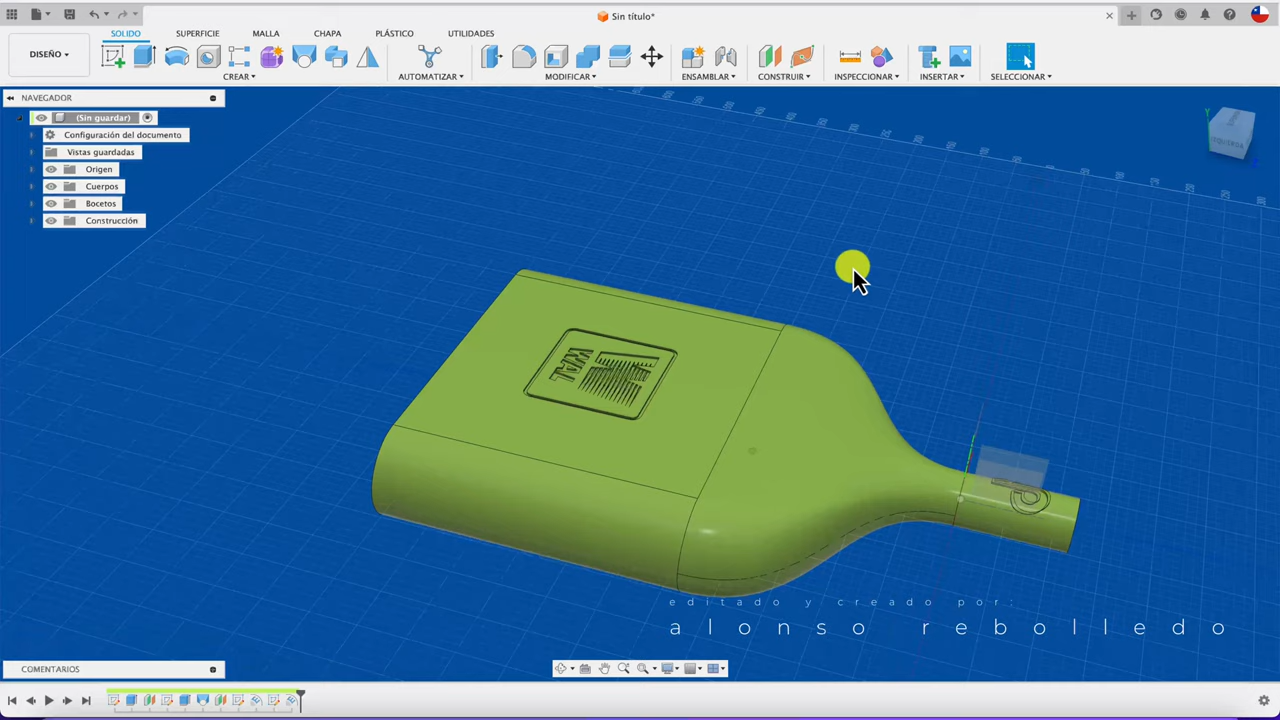 Sin título*
SOLIDO SUPERFICIE MALLA CHAPA PLÁSTICO UTILIDADES
DISEÑO
CREAR AUTOMATIZAR MODIFICAR ENSAMBLAR CONSTRUIR INSPECCIONAR INSERTAR SELECCIONAR
NAVEGADOR
(Sin guardar)
Configuración del documento
Vistas guardadas
Origen
Cuerpos
Bocetos
Construcción
editado y creado por:
alonso rebolledo
COMENTARIOS